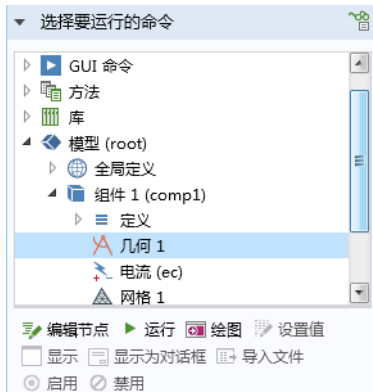 选择要运行的命令
GUI 命令
方法
库
模型 (root)
全局定义
组件 1 (comp1)
定义
几何 1
电流 (ec)
网格 1
编辑节点 运行 绘图 设置值
显示 显示为对话框 导入文件
启用 禁用